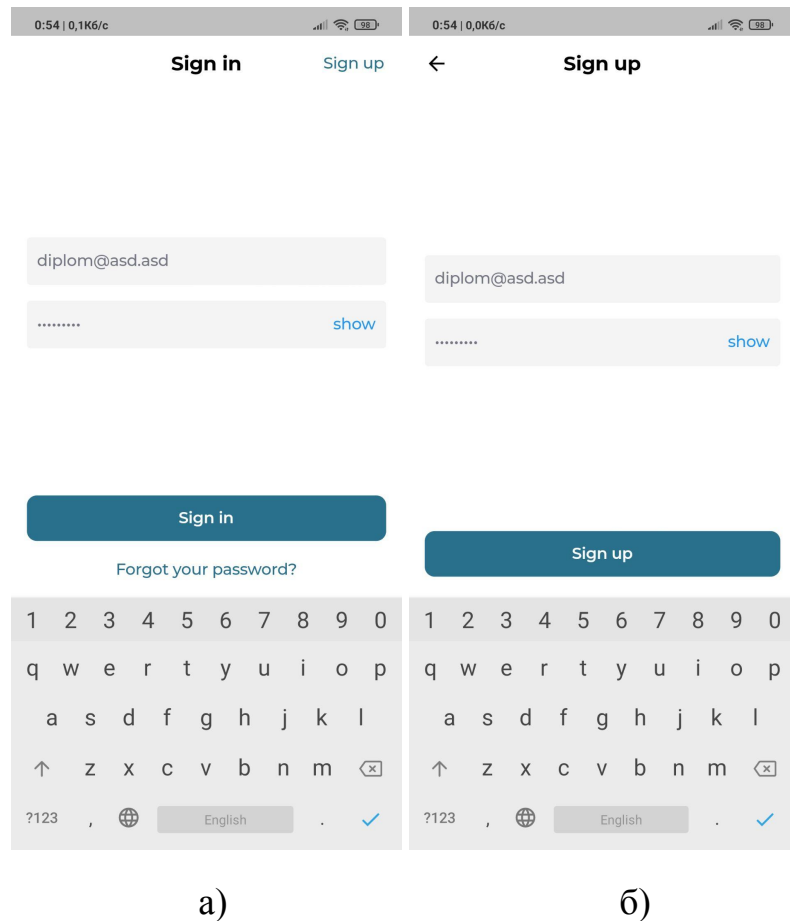 0:54 | 0,1Кб/с 98
Sign in Sign up
diplom@asd.asd
••••••••• show
Sign in
Forgot your password?
1 2 3 4 5 6 7 8 9 0
q w e r t y u i o p
a s d f g h j k l
z x c v b n m
?123 , English .
а)
0:54 | 0,0Кб/с 98
Sign up
diplom@asd.asd
••••••••• show
Sign up
1 2 3 4 5 6 7 8 9 0
q w e r t y u i o p
a s d f g h j k l
z x c v b n m
?123 , English .
б)